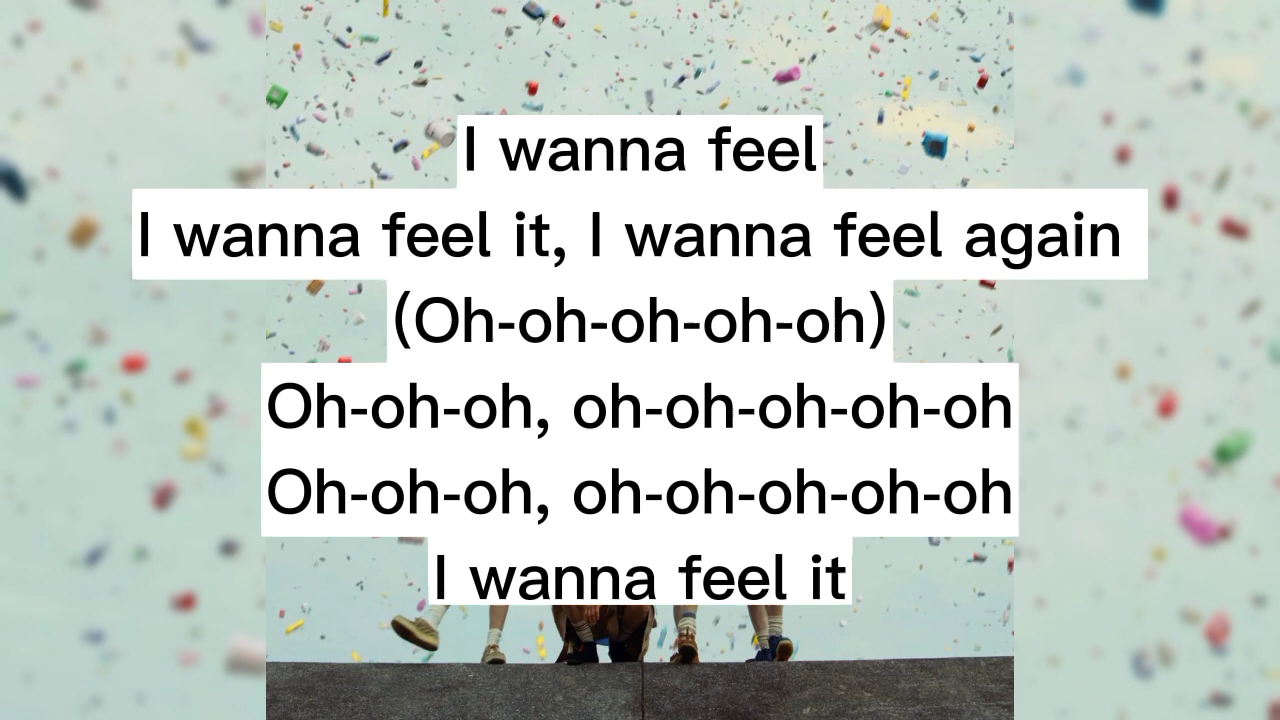 I wanna feel
I wanna feel it, I wanna feel again
(Oh-oh-oh-oh-oh)
Oh-oh-oh, oh-oh-oh-oh-oh
Oh-oh-oh, oh-oh-oh-oh-oh
I wanna feel it